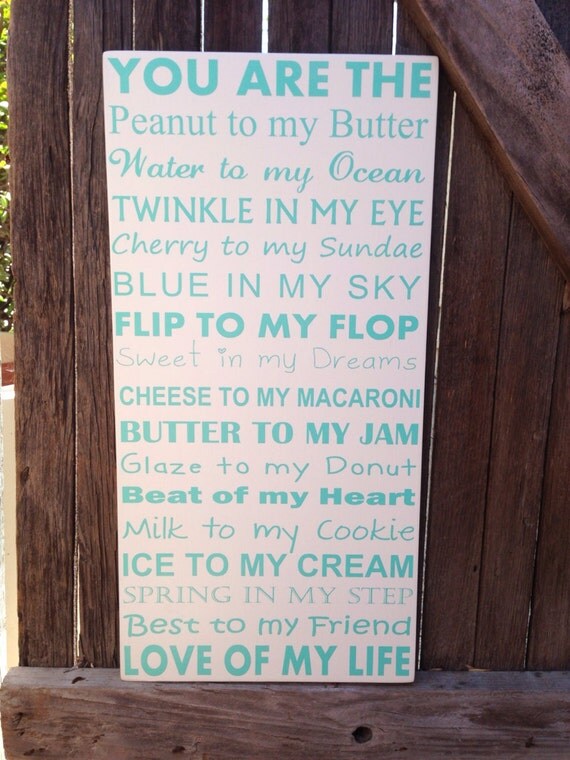 YOU ARE THE
Peanut to my Butter
Water to my Ocean
TWINKLE IN MY EYE
Cherry to my Sundae
BLUE IN MY SKY
FLIP TO MY FLOP
Sweet in my Dreams
CHEESE TO MY MACARONI
BUTTER TO MY JAM
Glaze to my Donut
Beat of my Heart
Milk to my Cookie
ICE TO MY CREAM
SPRING IN MY STEP
Best to my Friend
LOVE OF MY LIFE